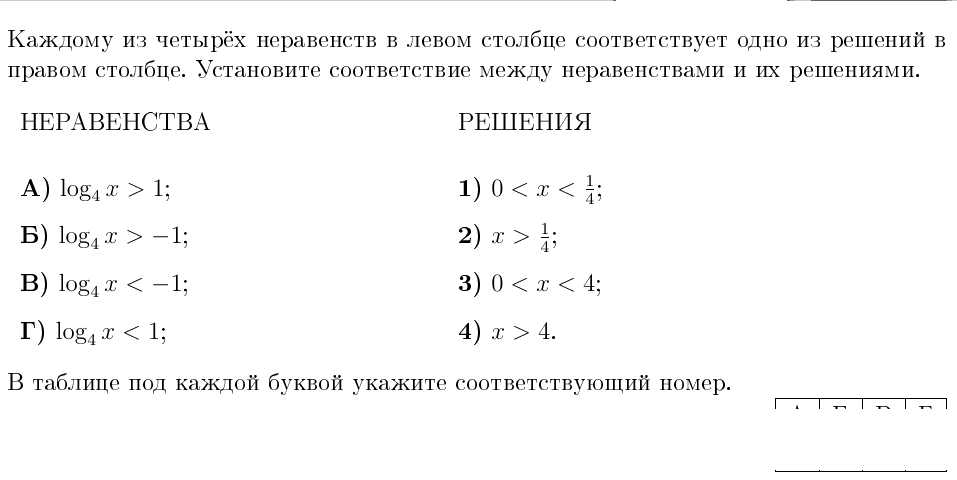 Каждому из четырёх неравенств в левом столбце соответствует одно из решений в
правом столбце. Установите соответствие между неравенствами и их решениями.
НЕРАВЕНСТВА РЕШЕНИЯ
А) log₄ x > 1; 1) 0 < x < 1/4;
Б) log₄ x > −1; 2) x > 1/4;
В) log₄ x < −1; 3) 0 < x < 4;
Г) log₄ x < 1; 4) x > 4.
В таблице под каждой буквой укажите соответствующий номер.